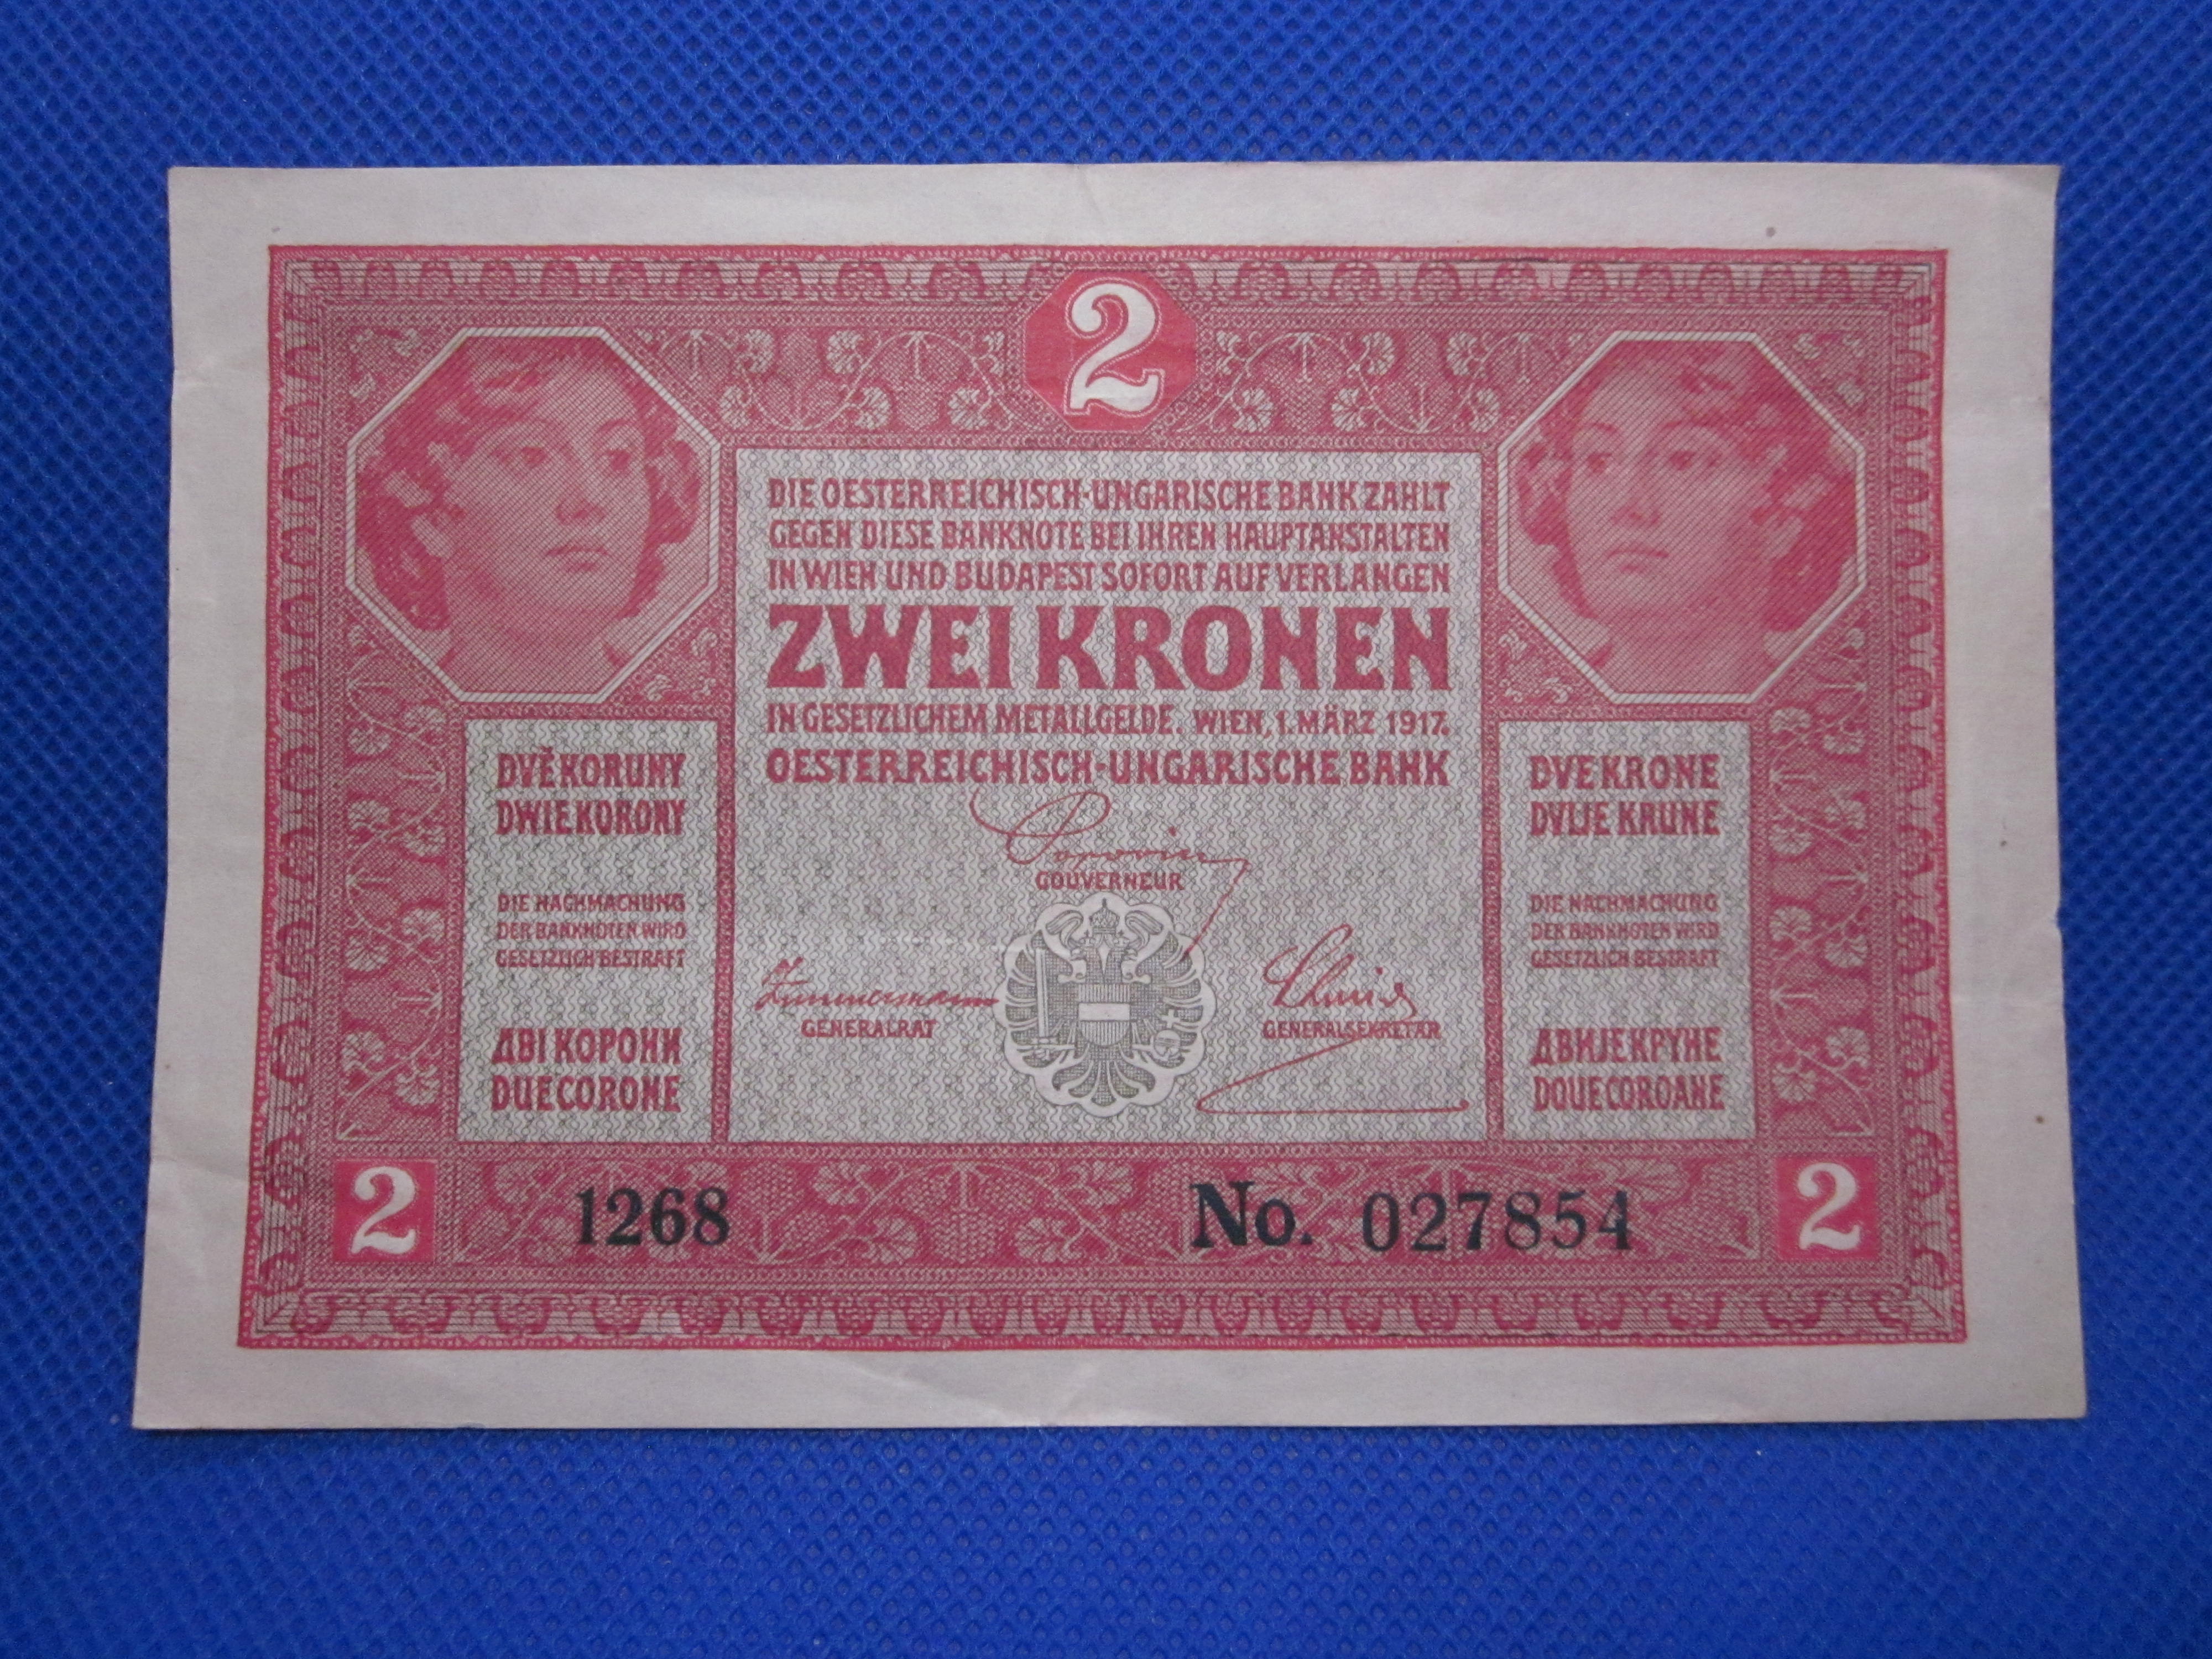 2
DIE OESTERREICHISCH-UNGARISCHE BANK ZAHLT
GEGEN DIESE BANKNOTE BEI IHREN HAUPTANSTALTEN
IN WIEN UND BUDAPEST SOFORT AUF VERLANGEN
ZWEI KRONEN
IN GESETZLICHEM METALLGELDE. WIEN, 1. MÄRZ 1917.
OESTERREICHISCH-UNGARISCHE BANK
Popovics
GOUVERNEUR
Zimmermann
GENERALRAT
Schmid
GENERALSEKRETÄR
DVĚ KORUNY
DWIE KORONY
DIE NACHMACHUNG
DER BANKNOTEN WIRD
GESETZLICH BESTRAFT
ДВІ КОРОНИ
DUE CORONE
DVE KRONE
DVIJE KRUNE
DIE NACHMACHUNG
DER BANKNOTEN WIRD
GESETZLICH BESTRAFT
ДВИЈЕ КРУНЕ
DOUE COROANE
2
1268
No. 027854
2